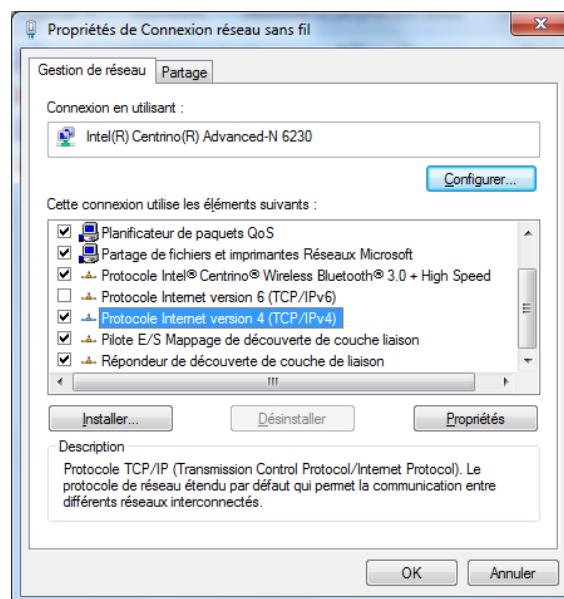 Propriétés de Connexion réseau sans fil
Gestion de réseau
Partage
Connexion en utilisant :
Intel(R) Centrino(R) Advanced-N 6230
Configurer...
Cette connexion utilise les éléments suivants :
Planificateur de paquets QoS
Partage de fichiers et imprimantes Réseaux Microsoft
Protocole Intel® Centrino® Wireless Bluetooth® 3.0 + High Speed
Protocole Internet version 6 (TCP/IPv6)
Protocole Internet version 4 (TCP/IPv4)
Pilote E/S Mappage de découverte de couche liaison
Répondeur de découverte de couche de liaison
Installer...
Désinstaller
Propriétés
Description
Protocole TCP/IP (Transmission Control Protocol/Internet Protocol). Le
protocole de réseau étendu par défaut qui permet la communication entre
différents réseaux interconnectés.
OK
Annuler